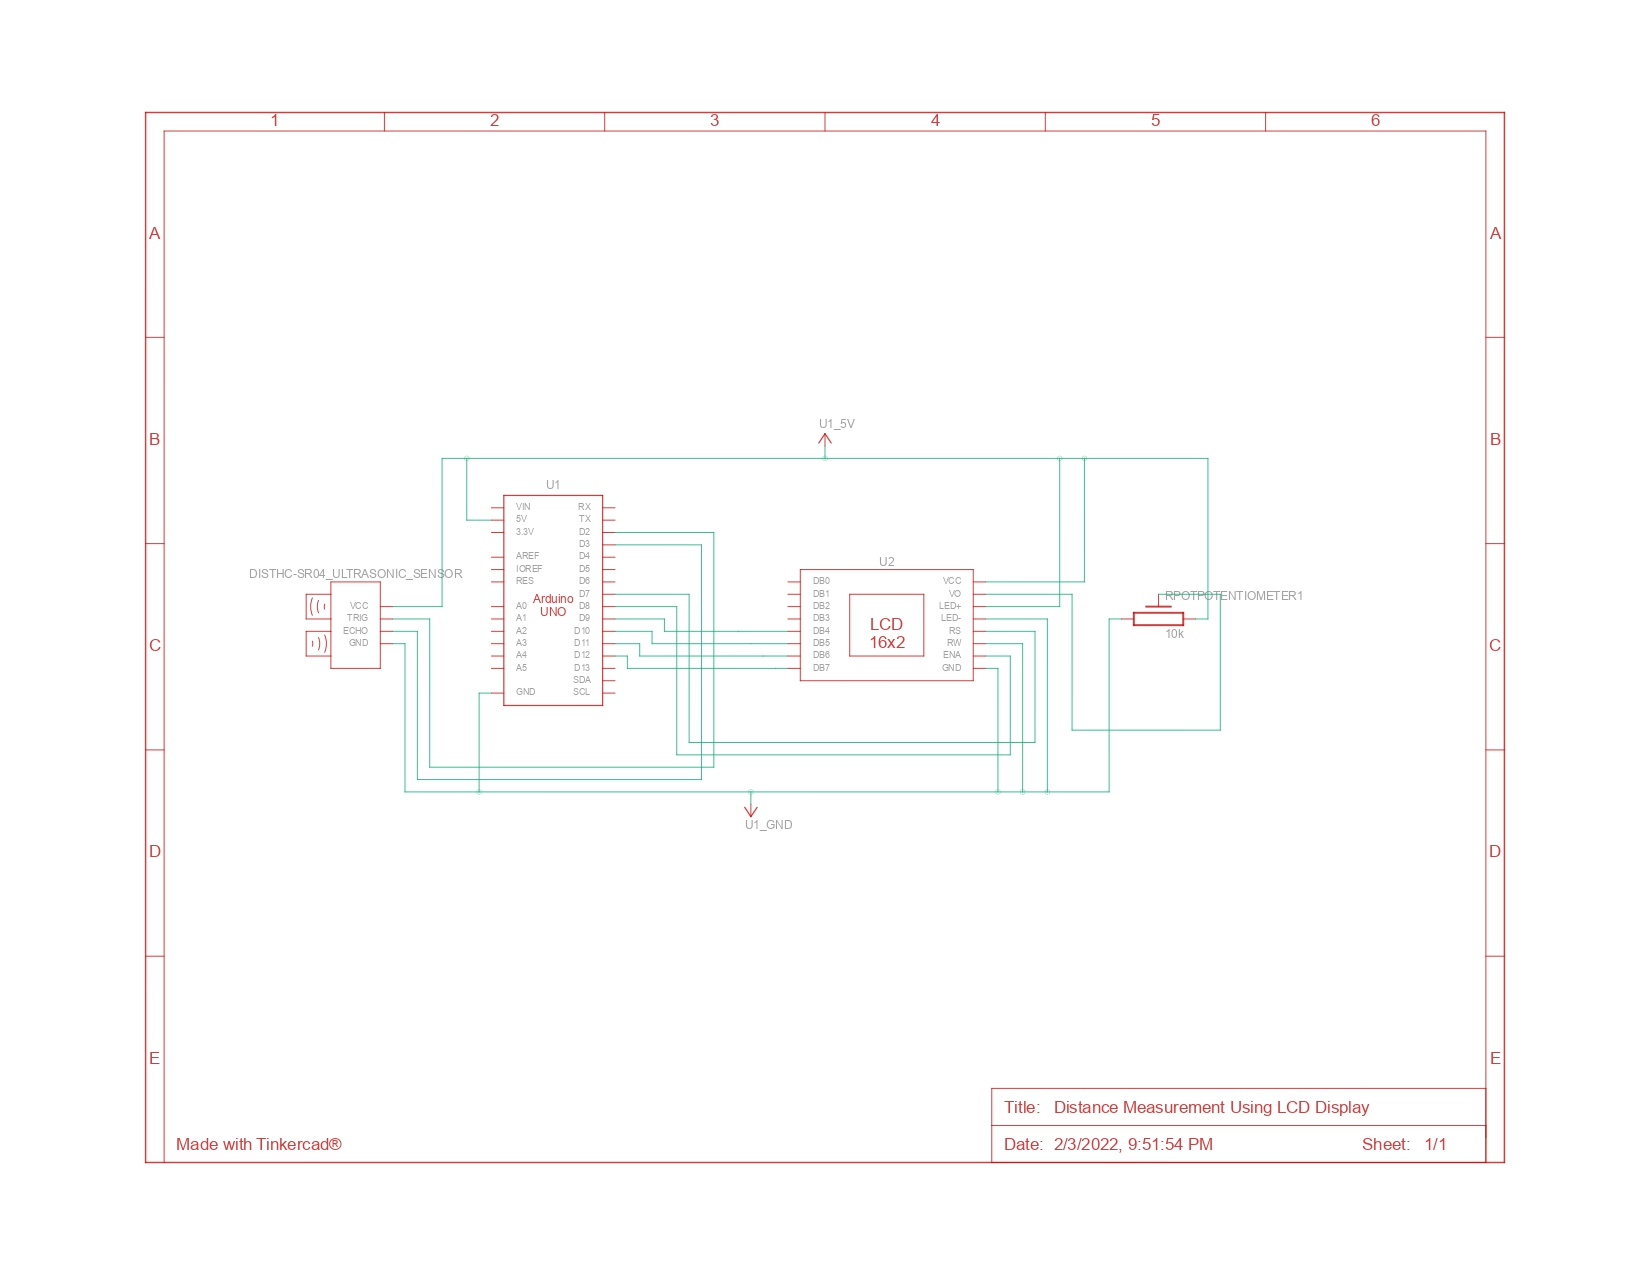 1 2 3 4 5 6
A A
B B
C C
D D
E E
U1_5V
U1
VIN RX
5V TX
3.3V D2
D3
AREF D4
IOREF D5
RES D6
D7
A0 D8
A1 D9
A2 D10
A3 D11
A4 D12
A5 D13
SDA
GND SCL
Arduino
UNO
DISTHC-SR04_ULTRASONIC_SENSOR
VCC
TRIG
ECHO
GND
U2
DB0 VCC
DB1 VO
DB2 LED+
DB3 LED-
DB4 RS
DB5 RW
DB6 ENA
DB7 GND
LCD
16x2
RPOTPOTENTIOMETER1
10k
U1_GND
Title: Distance Measurement Using LCD Display
Made with Tinkercad®
Date: 2/3/2022, 9:51:54 PM Sheet: 1/1